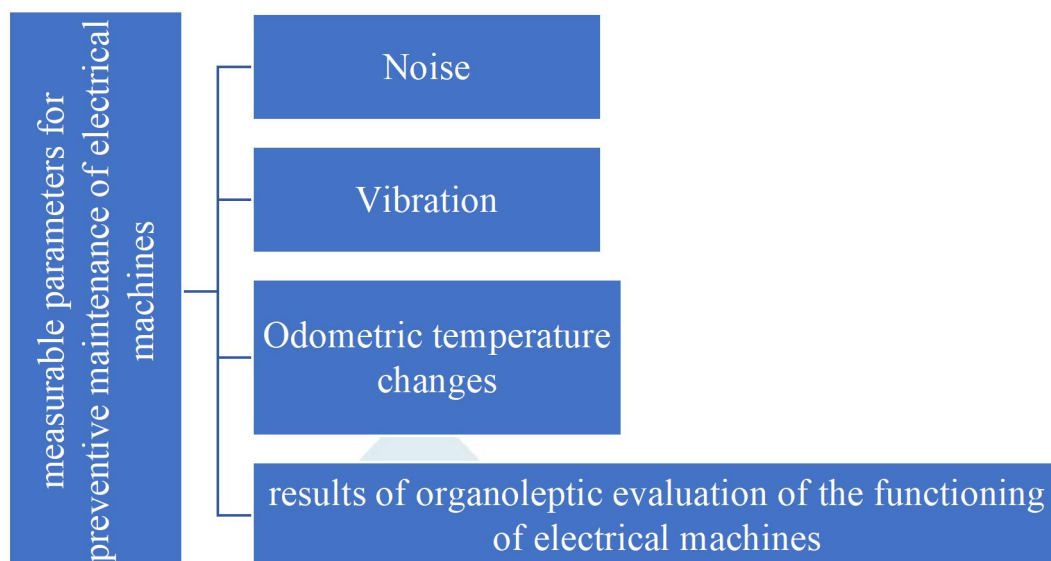 measurable parameters for
preventive maintenance of electrical
machines
Noise
Vibration
Odometric temperature
changes
results of organoleptic evaluation of the functioning
of electrical machines